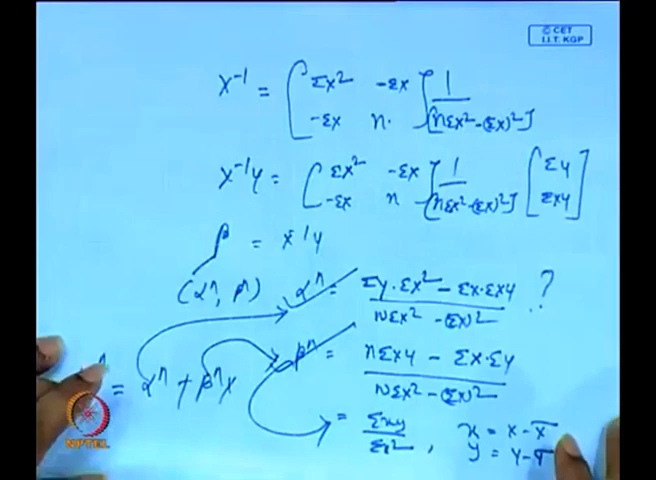 © CET
I.I.T. KGP
X⁻¹ = [ Σx² -Σx ] 1
[ -Σx n. ] [nΣx² - (Σx)²]
X⁻¹y = [ Σx² -Σx ] 1 [ Σy ]
[ -Σx n ] [nΣx² - (Σx)²] [ Σxy ]
β = X⁻¹y
(α^, β^) α^ = Σy.Σx² - Σx.Σxy ?
NΣx² - (Σx)²
= α^ + β^x β^ = nΣxy - Σx.Σy
NΣx² - (Σx)²
= Σxy / Σx² , x = x - x̄
y = y - ȳ
NPTEL